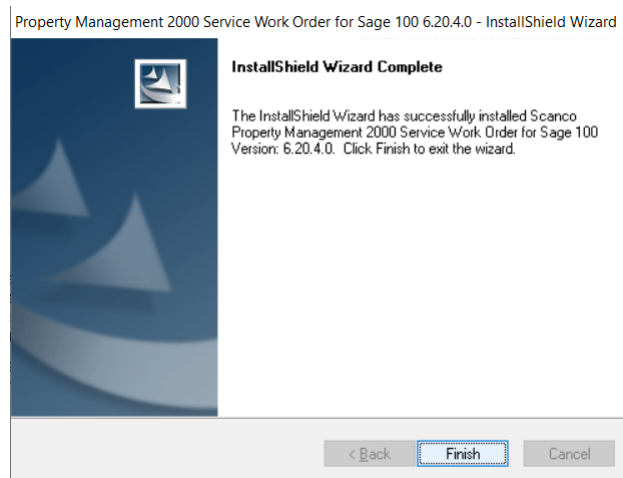 Property Management 2000 Service Work Order for Sage 100 6.20.4.0 - InstallShield Wizard
InstallShield Wizard Complete
The InstallShield Wizard has successfully installed Scanco
Property Management 2000 Service Work Order for Sage 100
Version: 6.20.4.0. Click Finish to exit the wizard.
< Back Finish Cancel